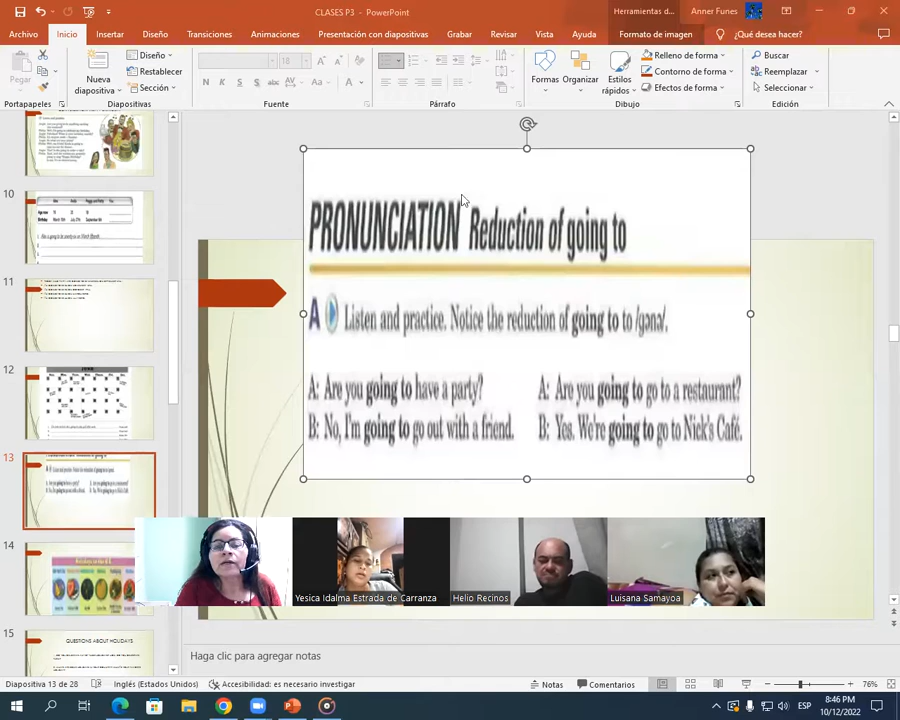 CLASES P3 - PowerPoint
Herramientas d...
Anner Funes
Archivo
Inicio
Insertar
Diseño
Transiciones
Animaciones
Presentación con diapositivas
Grabar
Revisar
Vista
Ayuda
Formato de imagen
¿Qué desea hacer?
Pegar
Nueva diapositiva
Diseño
Restablecer
Sección
18
N K S abc AV
Aa
A
Formas
Organizar
Estilos rápidos
Relleno de forma
Contorno de forma
Efectos de forma
Buscar
Reemplazar
Seleccionar
Portapapeles
Diapositivas
Fuente
Párrafo
Dibujo
Edición
10
11
12
13
14
15
QUESTIONS ABOUT HOLIDAYS
PRONUNCIATION Reduction of going to
A Listen and practice. Notice the reduction of going to to /gənə/.
A: Are you going to have a party?
B: No, I'm going to go out with a friend.
A: Are you going to go to a restaurant?
B: Yes. We're going to go to Nick's Café.
Yesica Idalma Estrada de Carranza
Helio Recinos
Luisana Samayoa
Haga clic para agregar notas
Diapositiva 13 de 28
Inglés (Estados Unidos)
Accesibilidad: es necesario investigar
Notas
Comentarios
76%
ESP
8:46 PM
10/12/2022